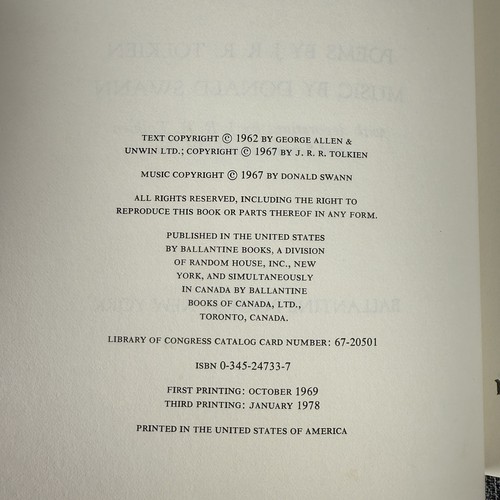 TEXT COPYRIGHT © 1962 BY GEORGE ALLEN &
UNWIN LTD.; COPYRIGHT © 1967 BY J. R. R. TOLKIEN
MUSIC COPYRIGHT © 1967 BY DONALD SWANN
ALL RIGHTS RESERVED, INCLUDING THE RIGHT TO
REPRODUCE THIS BOOK OR PARTS THEREOF IN ANY FORM.
PUBLISHED IN THE UNITED STATES
BY BALLANTINE BOOKS, A DIVISION
OF RANDOM HOUSE, INC., NEW
YORK, AND SIMULTANEOUSLY
IN CANADA BY BALLANTINE
BOOKS OF CANADA, LTD.,
TORONTO, CANADA.
LIBRARY OF CONGRESS CATALOG CARD NUMBER: 67-20501
ISBN 0-345-24733-7
FIRST PRINTING: OCTOBER 1969
THIRD PRINTING: JANUARY 1978
PRINTED IN THE UNITED STATES OF AMERICA